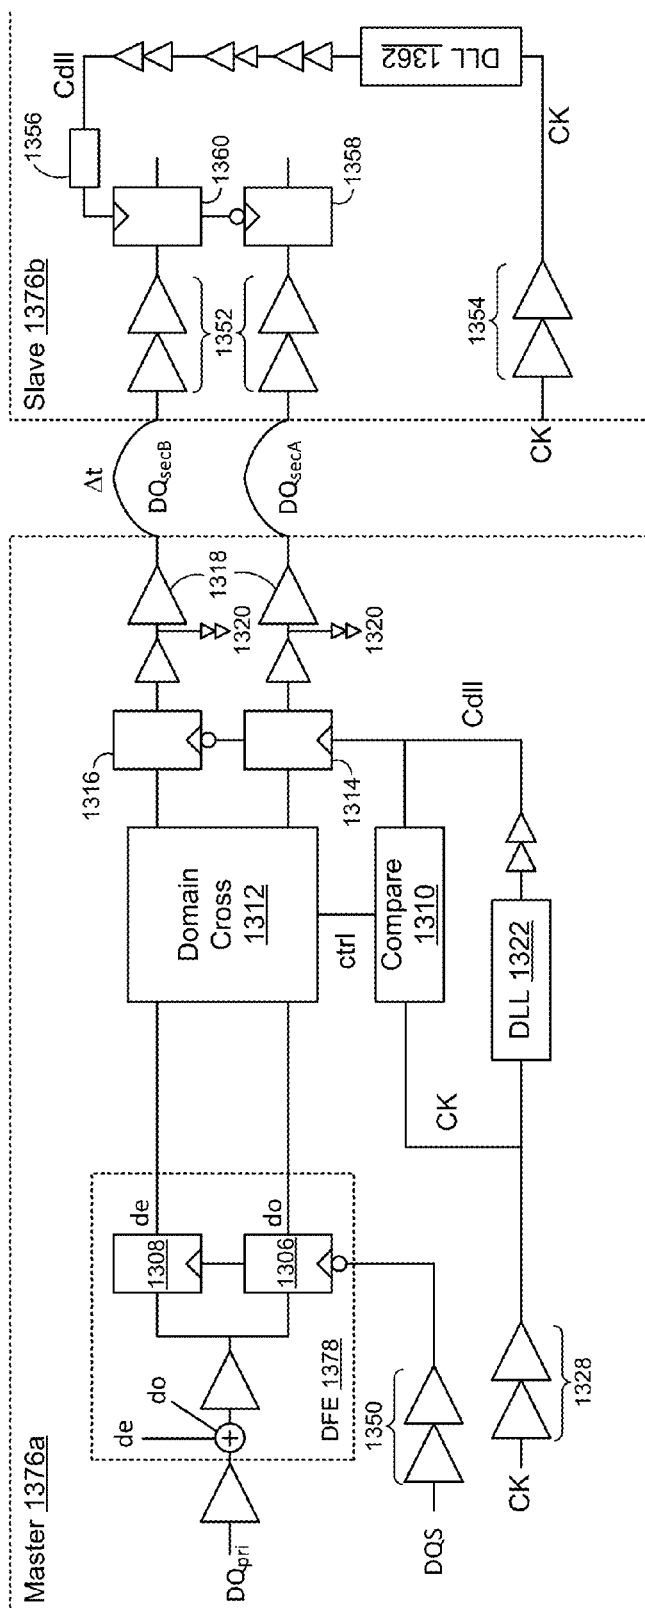 Master 1376a
DQpri
de
do
DFE 1378
1308
1306
de
do
DQS
1350
CK
1328
CK
Domain
Cross
1312
ctrl
Compare
1310
DLL 1322
Cdll
1316
1314
1318
1320
1320
Δt
DQsecB
DQsecA
Slave 1376b
1352
1354
CK
CK
1356
1360
1358
Cdll
DLL 1362